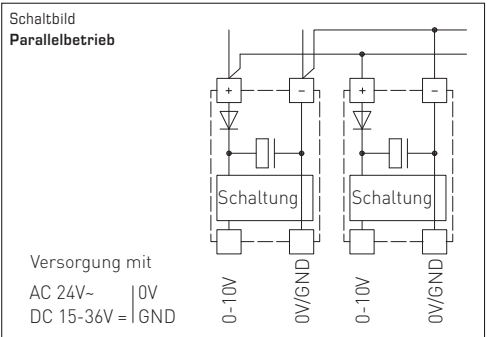 Schaltbild
Parallelbetrieb
+ − + −
Schaltung Schaltung
Versorgung mit
AC 24V~ | 0V
DC 15-36V = | GND
0-10V
0V/GND
0-10V
0V/GND